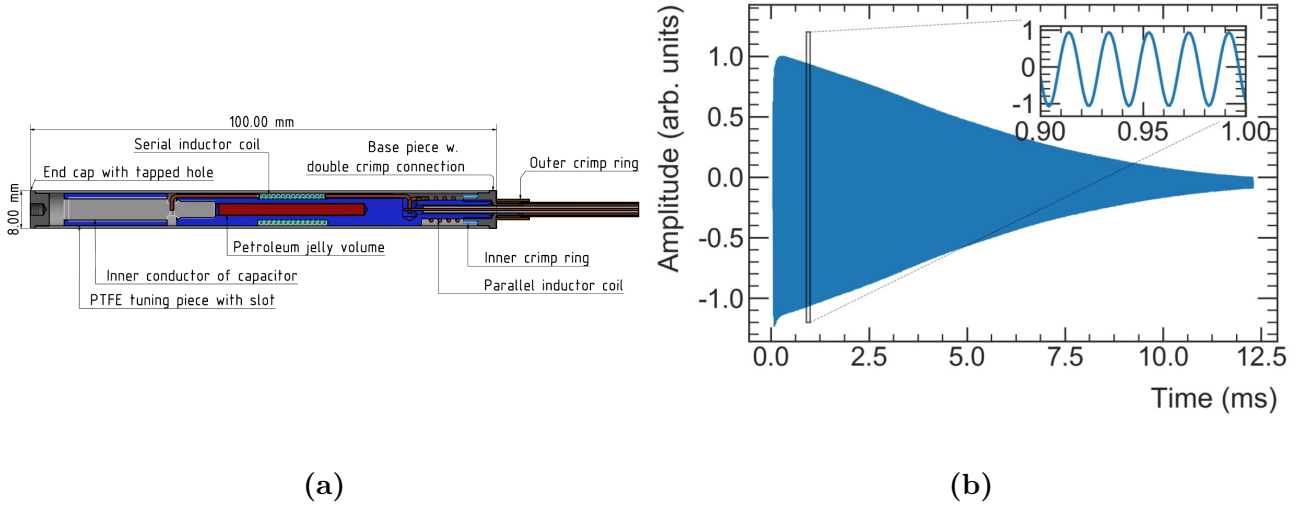 100.00 mm
Serial inductor coil
Base piece w.
double crimp connection
Outer crimp ring
End cap with tapped hole
8.00 mm
Petroleum jelly volume
Inner conductor of capacitor
Inner crimp ring
PTFE tuning piece with slot
Parallel inductor coil
(a)
Amplitude (arb. units)
1.0
0.5
0.0
-0.5
-1.0
1
0
-1
0.90 0.95 1.00
0.0 2.5 5.0 7.5 10.0 12.5
Time (ms)
(b)